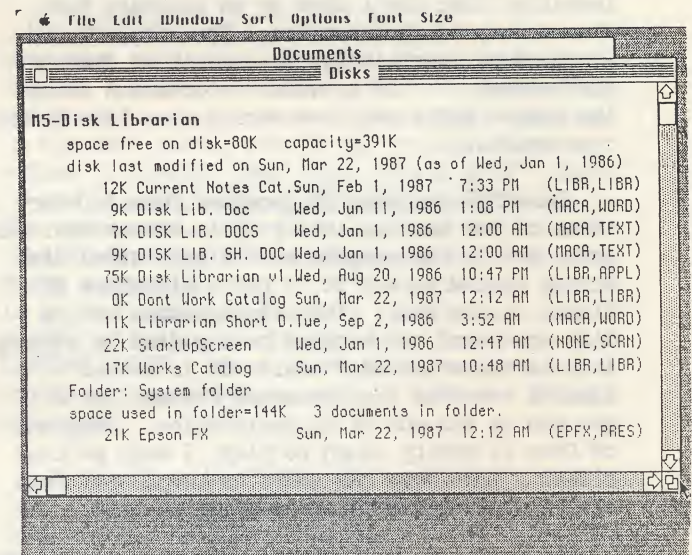 File Edit Window Sort Options Font Size
Documents
Disks
M5-Disk Librarian
space free on disk=80K capacity=391K
disk last modified on Sun, Mar 22, 1987 (as of Wed, Jan 1, 1986)
12K Current Notes Cat.Sun, Feb 1, 1987 7:33 PM (LIBR,LIBR)
9K Disk Lib. Doc Wed, Jun 11, 1986 1:08 PM (MACA,WORD)
7K DISK LIB. DOCS Wed, Jan 1, 1986 12:00 AM (MACA,TEXT)
9K DISK LIB. SH. DOC Wed, Jan 1, 1986 12:00 AM (MACA,TEXT)
75K Disk Librarian v1.Wed, Aug 20, 1986 10:47 PM (LIBR,APPL)
0K Dont Work Catalog Sun, Mar 22, 1987 12:12 AM (LIBR,LIBR)
11K Librarian Short D.Tue, Sep 2, 1986 3:52 AM (MACA,WORD)
22K StartUpScreen Wed, Jan 1, 1986 12:47 AM (NONE,SCRN)
17K Works Catalog Sun, Mar 22, 1987 10:48 AM (LIBR,LIBR)
Folder: System folder
space used in folder=144K 3 documents in folder.
21K Epson FX Sun, Mar 22, 1987 12:12 AM (EPFX,PRES)